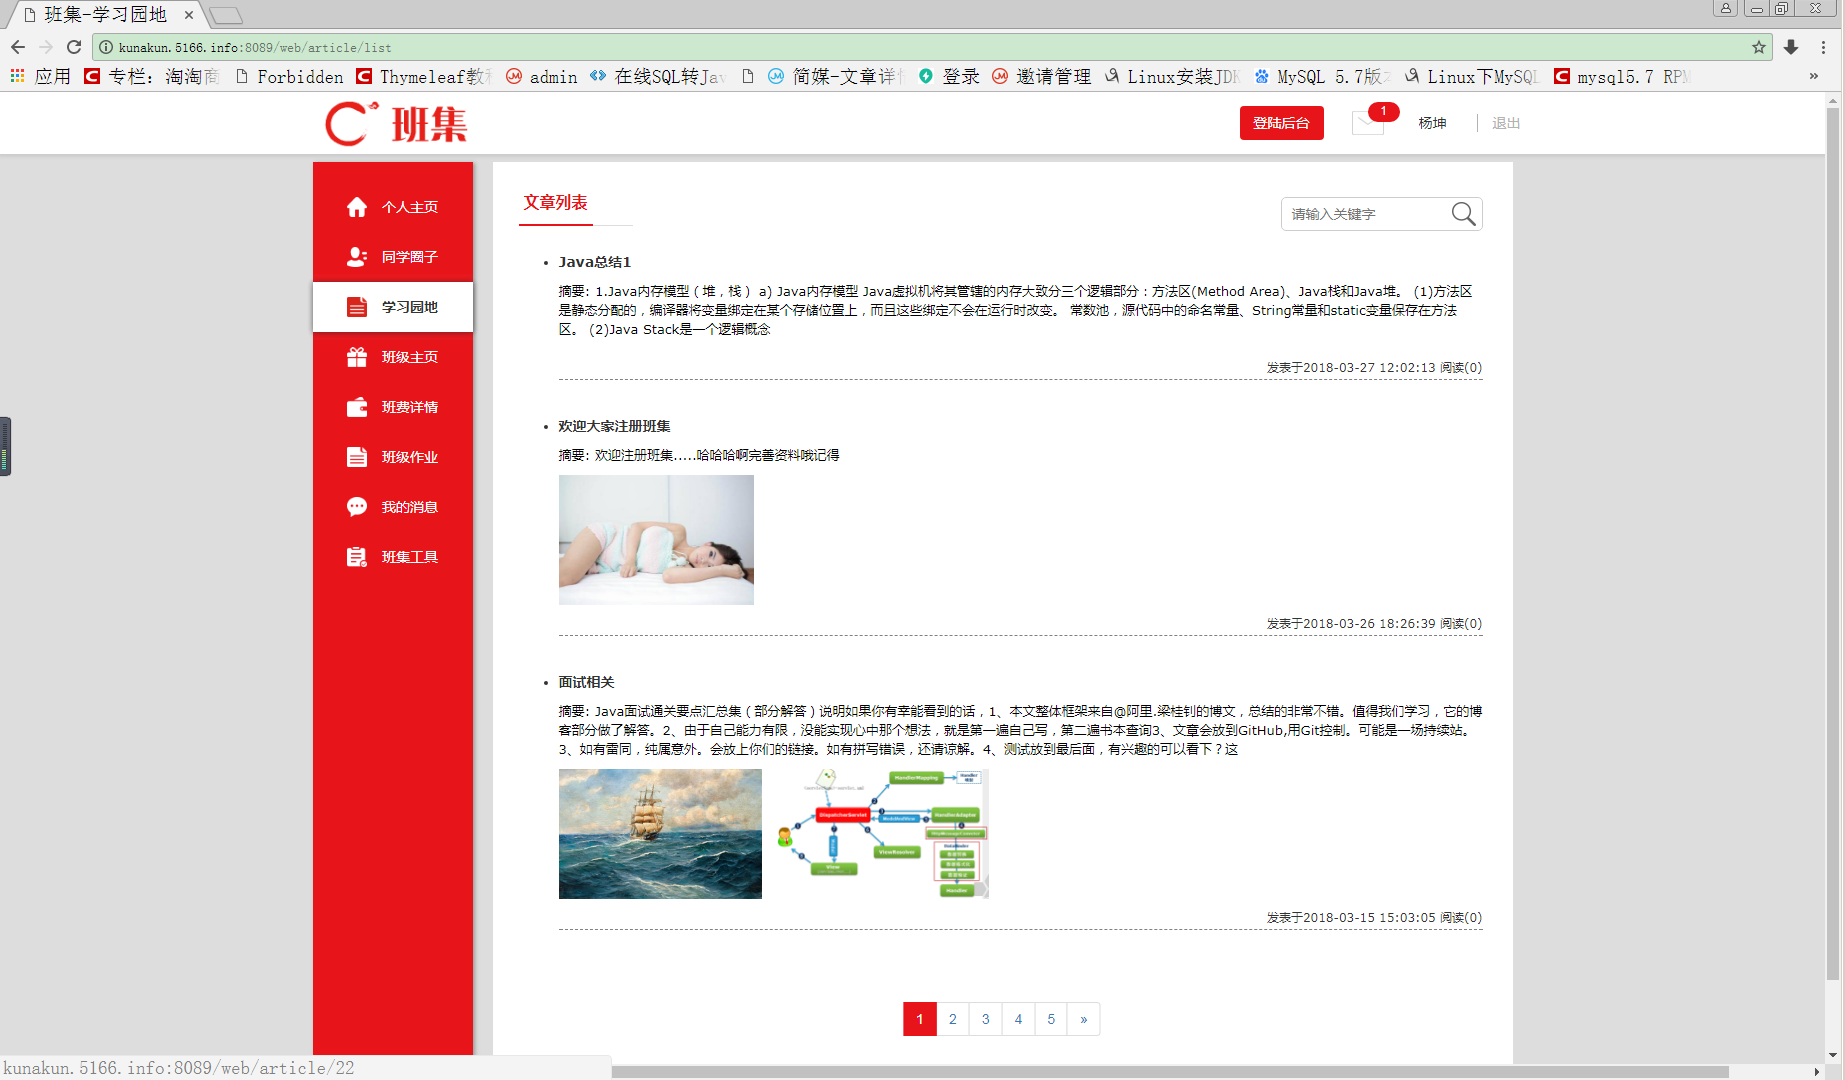 班集-学习园地
kunakun.5166.info:8089/web/article/list
应用 专栏：淘淘商 Forbidden Thymeleaf教程 admin 在线SQL转Jav 简媒-文章详情 登录 邀请管理 Linux安装JDK MySQL 5.7版本 Linux下MySQL mysql5.7 RPM »
班集
登陆后台 1 杨坤 退出
个人主页
同学圈子
学习园地
班级主页
班费详情
班级作业
我的消息
班集工具
文章列表
请输入关键字
Java总结1
摘要: 1.Java内存模型（堆，栈） a) Java内存模型 Java虚拟机将其管辖的内存大致分三个逻辑部分：方法区(Method Area)、Java栈和Java堆。 (1)方法区
是静态分配的，编译器将变量绑定在某个存储位置上，而且这些绑定不会在运行时改变。 常数池，源代码中的命名常量、String常量和static变量保存在方法
区。 (2)Java Stack是一个逻辑概念
发表于2018-03-27 12:02:13 阅读(0)
欢迎大家注册班集
摘要: 欢迎注册班集.....哈哈哈啊完善资料哦记得
发表于2018-03-26 18:26:39 阅读(0)
面试相关
摘要: Java面试通关要点汇总集（部分解答）说明如果你有幸能看到的话，1、本文整体框架来自@阿里.梁桂钊的博文，总结的非常不错。值得我们学习，它的博
客部分做了解答。2、由于自己能力有限，没能实现心中那个想法，就是第一遍自己写，第二遍书本查询3、文章会放到GitHub,用Git控制。可能是一场持续站。
3、如有雷同，纯属意外。会放上你们的链接。如有拼写错误，还请谅解。4、测试放到最后面，有兴趣的可以看下？这
HandlerMapping
DispatcherServlet
ModelAndView
HandlerAdapter
ViewResolver
View
Handler
发表于2018-03-15 15:03:05 阅读(0)
1 2 3 4 5 »
kunakun.5166.info:8089/web/article/22